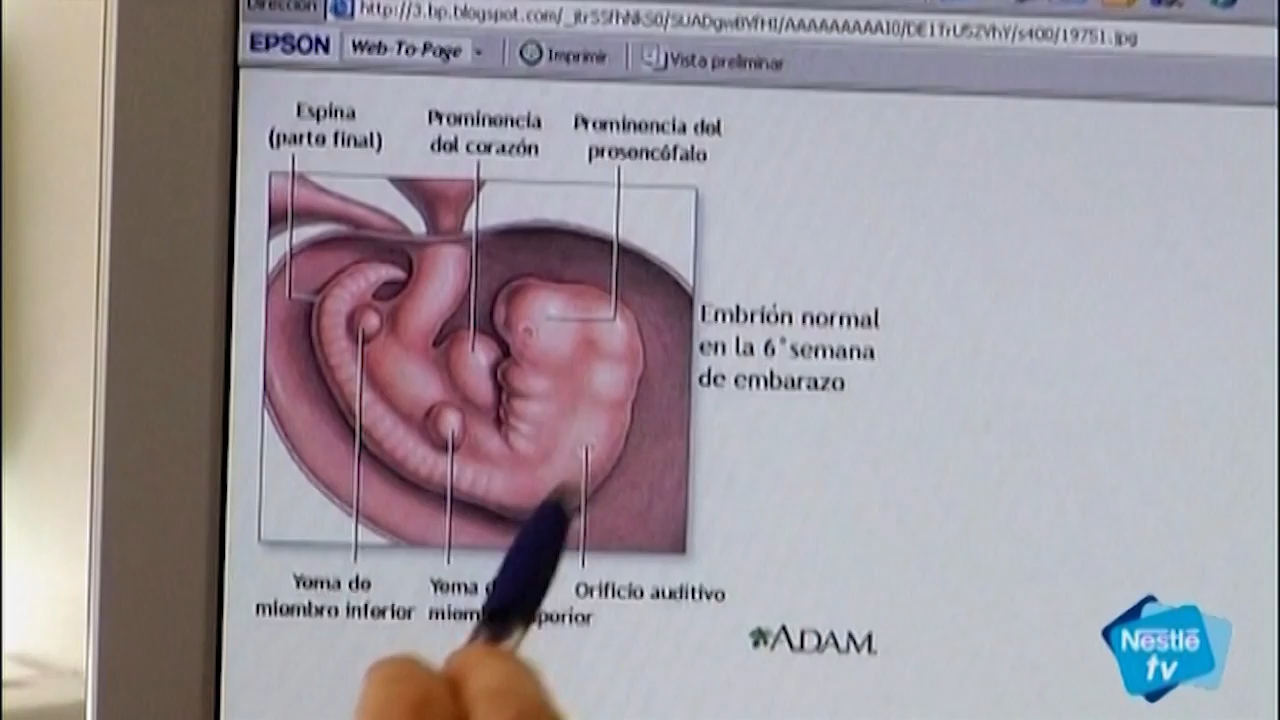 Dirección
EPSON Web-To-Page Imprimir Vista preliminar
Espina
(parte final)
Prominencia
del corazón
Prominencia del
prosencéfalo
Embrión normal
en la 6° semana
de embarazo
Yema de
miembro inferior
Yema
Orificio auditivo
ADAM.
Nestlé
tv